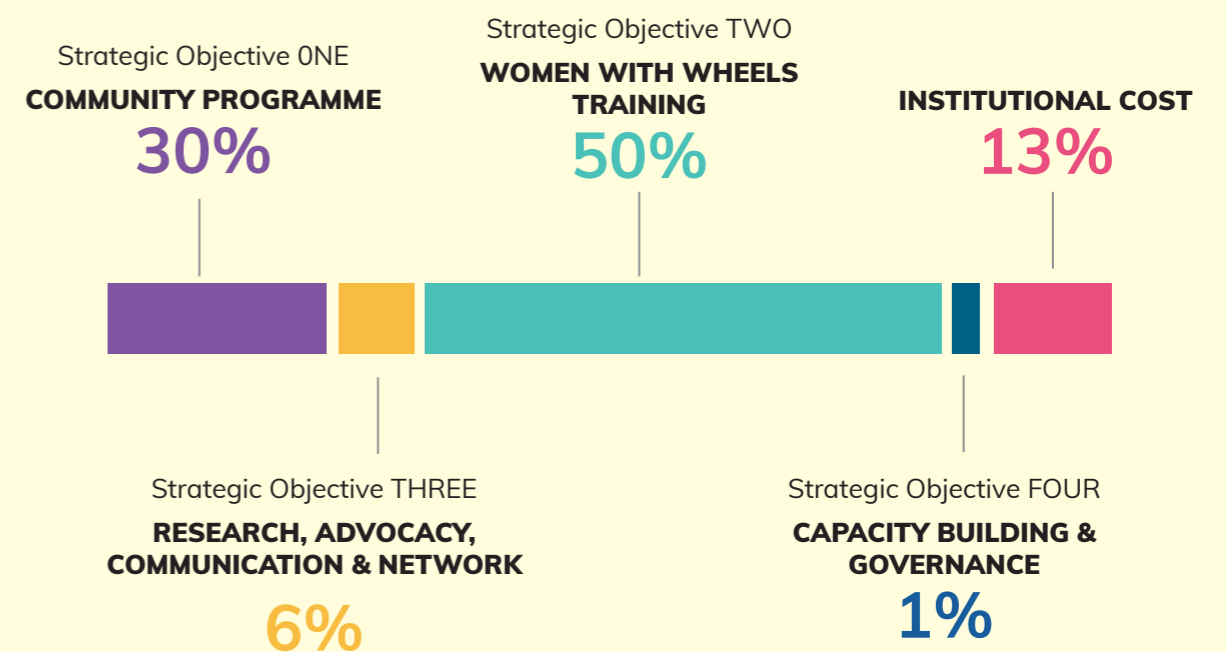 Strategic Objective 0NE
COMMUNITY PROGRAMME
30%
Strategic Objective TWO
WOMEN WITH WHEELS
TRAINING
50%
INSTITUTIONAL COST
13%
Strategic Objective THREE
RESEARCH, ADVOCACY,
COMMUNICATION & NETWORK
6%
Strategic Objective FOUR
CAPACITY BUILDING &
GOVERNANCE
1%